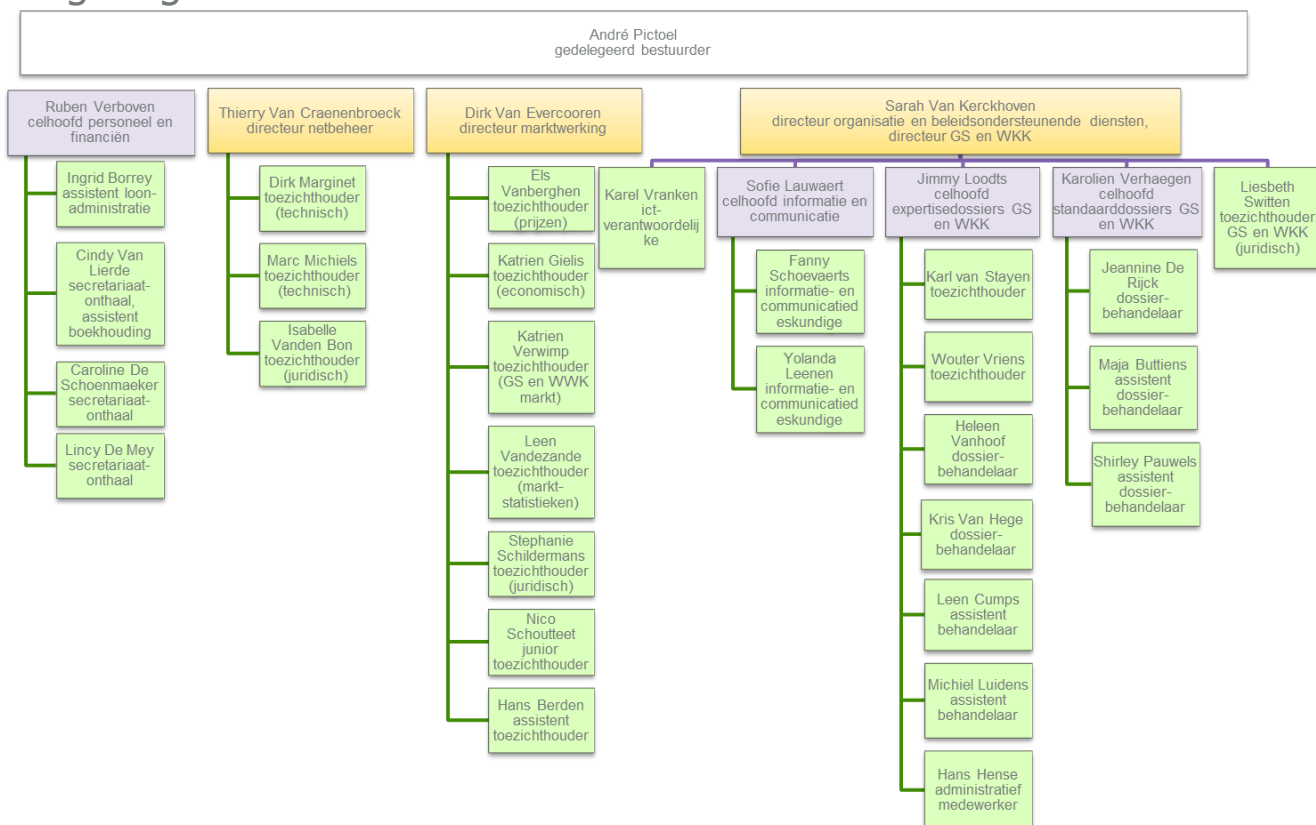 André Pictoel
gedelegeerd bestuurder
Ruben Verboven
celhoofd personeel en
financiën
Thierry Van Craenenbroeck
directeur netbeheer
Dirk Van Evercooren
directeur marktwerking
Sarah Van Kerckhoven
directeur organisatie en beleidsondersteunende diensten,
directeur GS en WKK
Ingrid Borrey
assistent loon-
administratie
Cindy Van
Lierde
secretariaat-
onthaal,
assistent
boekhouding
Caroline De
Schoenmaeker
secretariaat-
onthaal
Lincy De Mey
secretariaat-
onthaal
Dirk Marginet
toezichthouder
(technisch)
Marc Michiels
toezichthouder
(technisch)
Isabelle
Vanden Bon
toezichthouder
(juridisch)
Els
Vanberghen
toezichthouder
(prijzen)
Katrien Gielis
toezichthouder
(economisch)
Katrien
Verwimp
toezichthouder
(GS en WWK
markt)
Leen
Vandezande
toezichthouder
(markt-
statistieken)
Stephanie
Schildermans
toezichthouder
(juridisch)
Nico
Schoutteet
junior
toezichthouder
Hans Berden
assistent
toezichthouder
Karel Vranken
ict-
verantwoordelij
ke
Sofie Lauwaert
celhoofd informatie en
communicatie
Fanny
Schoevaerts
informatie- en
communicatied
eskundige
Yolanda
Leenen
informatie- en
communicatied
eskundige
Jimmy Loodts
celhoofd
expertisedossiers GS
en WKK
Karl van Stayen
toezichthouder
Wouter Vriens
toezichthouder
Heleen
Vanhoof
dossier-
behandelaar
Kris Van Hege
dossier-
behandelaar
Leen Cumps
assistent
behandelaar
Michiel Luidens
assistent
behandelaar
Hans Hense
administratief
medewerker
Karolien Verhaegen
celhoofd
standaarddossiers GS
en WKK
Jeannine De
Rijck
dossier-
behandelaar
Maja Buttiens
assistent
dossier-
behandelaar
Shirley Pauwels
assistent
dossier-
behandelaar
Liesbeth
Switten
toezichthouder
GS en WKK
(juridisch)